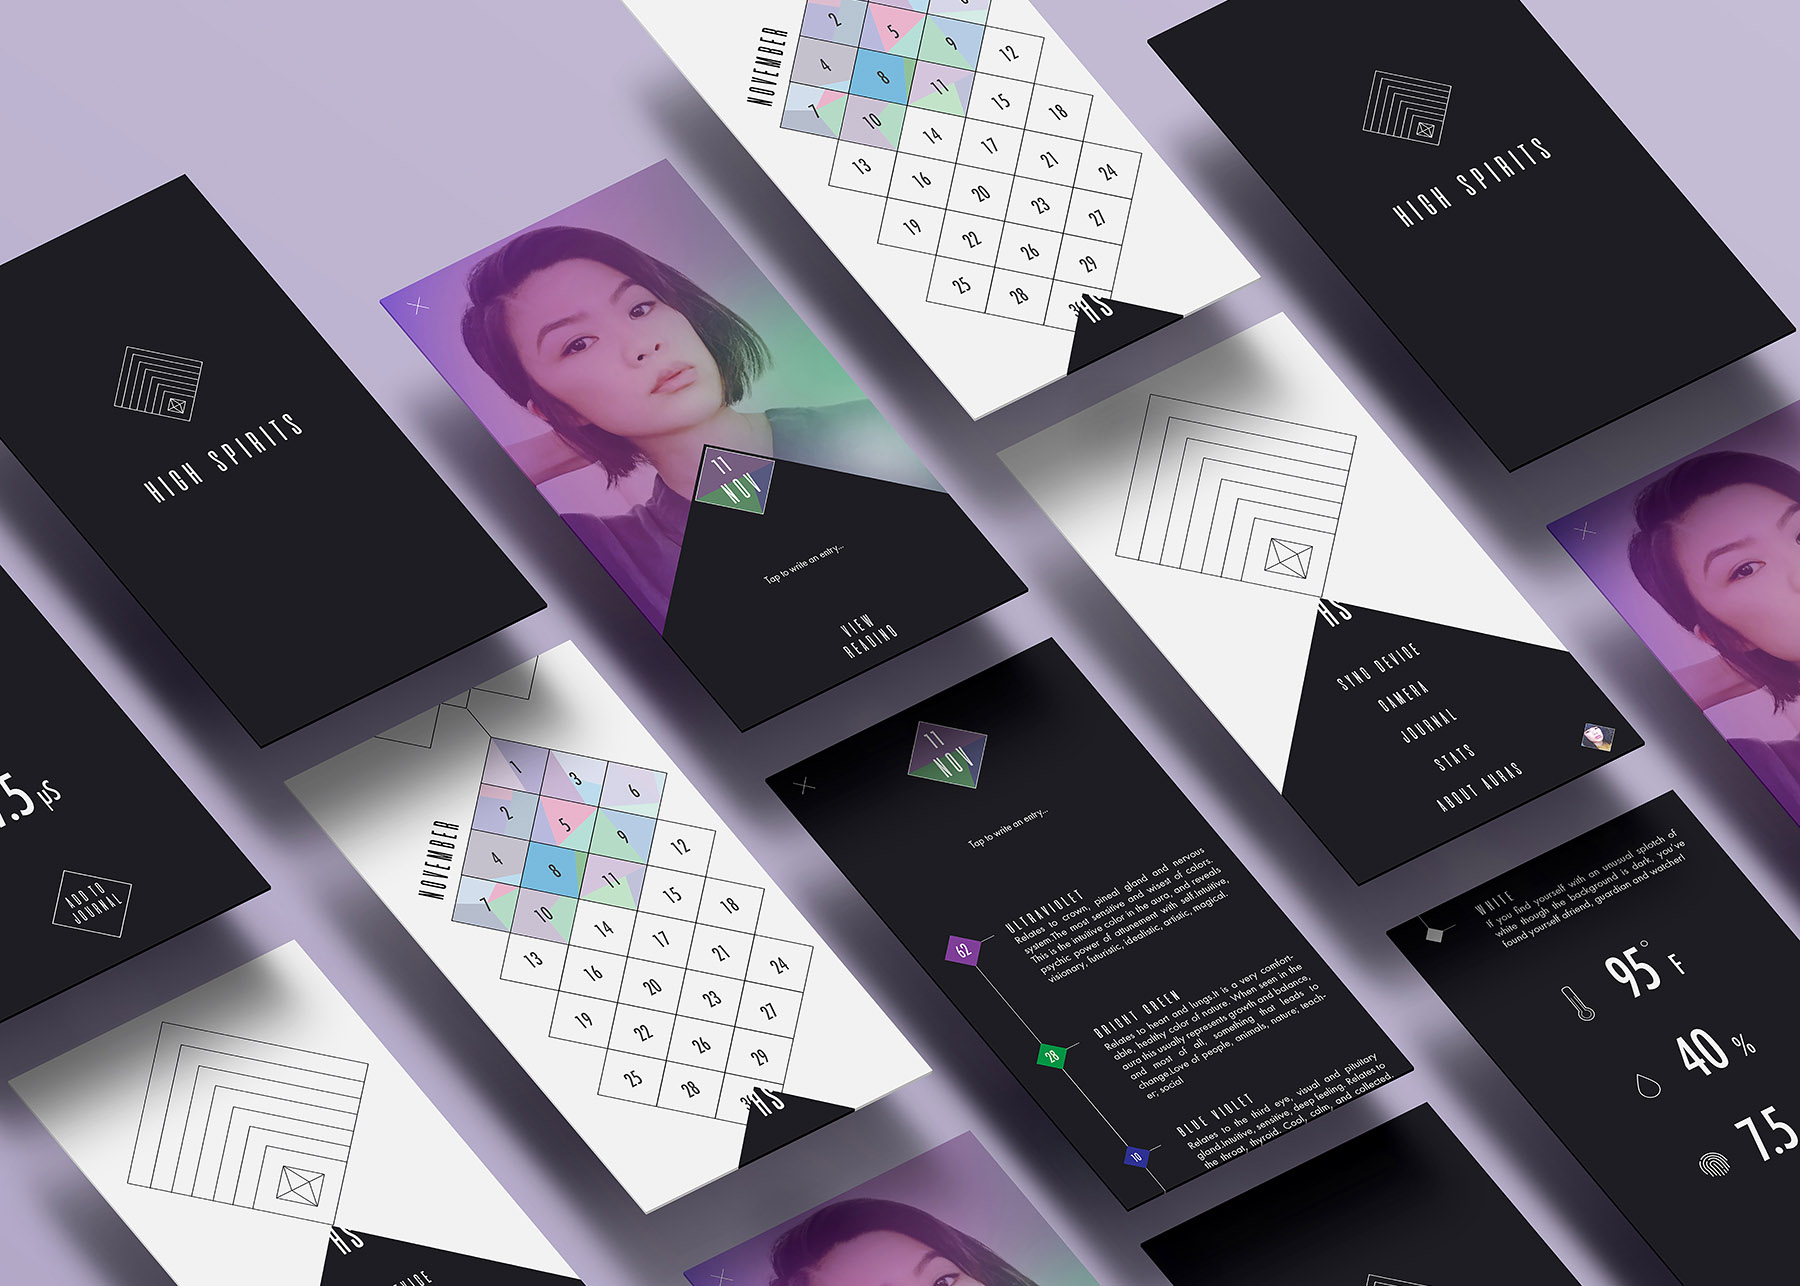 HIGH SPIRITS
7.5 µS
ADD TO
JOURNAL
11
NOV
Tap to write an entry...
VIEW
READING
NOVEMBER
2
5
9
12
4
8
11
15
18
7
10
14
17
21
24
13
16
20
23
27
19
22
26
29
25
28
HS
HIGH SPIRITS
HS
SYNC DEVICE
CAMERA
JOURNAL
STATS
ABOUT AURAS
NOVEMBER
1
3
6
2
5
9
12
4
8
11
15
18
7
10
14
17
21
24
13
16
20
23
27
19
22
26
29
25
28
HS
11
NOV
Tap to write an entry...
62
ULTRAVIOLET
Relates to crown, pineal gland and nervous
system.The most sensitive and wisest of colors.
This is the intuitive color in the aura, and reveals
psychic power of attunement with self.Intuitive,
visionary, futuristic, idealistic, artistic, magical.
28
BRIGHT GREEN
Relates to heart and lungs.It is a very comfort-
able, healthy color of nature. When seen in the
aura this usually represents growth and balance,
and most of all, something that leads to
change.Love of people, animals, nature; teach-
er; social
10
BLUE VIOLET
Relates to the third eye, visual and pituitary
gland.Intuitive, sensitive, deep feeling. Relates to
the throat, thyroid. Cool, calm, and collected.
WHITE
If you find yourself with an unusual splotch of
white though the background is dark, you've
found yourself afriend, guardian and watcher!
95° F
40 %
7.5
HS